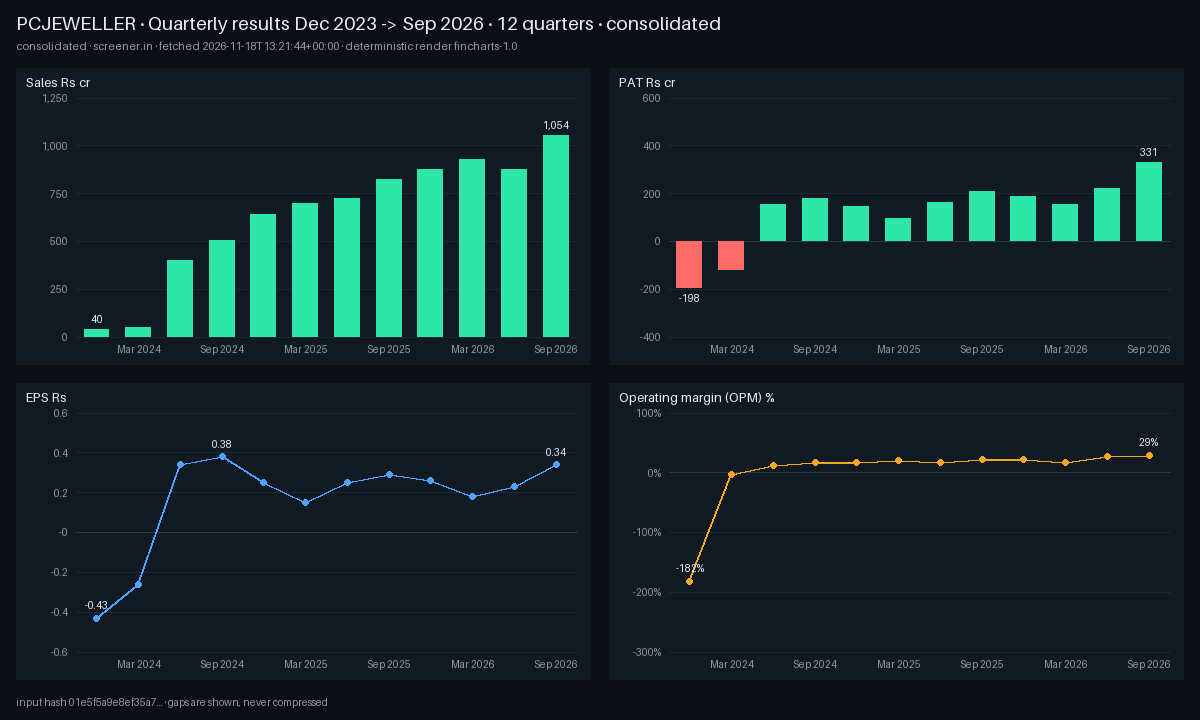 PCJEWELLER · Quarterly results Dec 2023 -> Sep 2026 · 12 quarters · consolidated
consolidated · screener.in · fetched 2026-11-18T13:21:44+00:00 · deterministic render fincharts-1.0
Sales Rs cr
1,250
1,000
750
500
250
0
40
1,054
Mar 2024
Sep 2024
Mar 2025
Sep 2025
Mar 2026
Sep 2026
PAT Rs cr
600
400
200
0
-200
-400
-198
331
Mar 2024
Sep 2024
Mar 2025
Sep 2025
Mar 2026
Sep 2026
EPS Rs
0.6
0.4
0.2
-0
-0.2
-0.4
-0.6
-0.43
0.38
0.34
Mar 2024
Sep 2024
Mar 2025
Sep 2025
Mar 2026
Sep 2026
Operating margin (OPM) %
100%
0%
-100%
-200%
-300%
-182%
29%
Mar 2024
Sep 2024
Mar 2025
Sep 2025
Mar 2026
Sep 2026
input hash 01e5f5a9e8ef35a7... · gaps are shown, never compressed